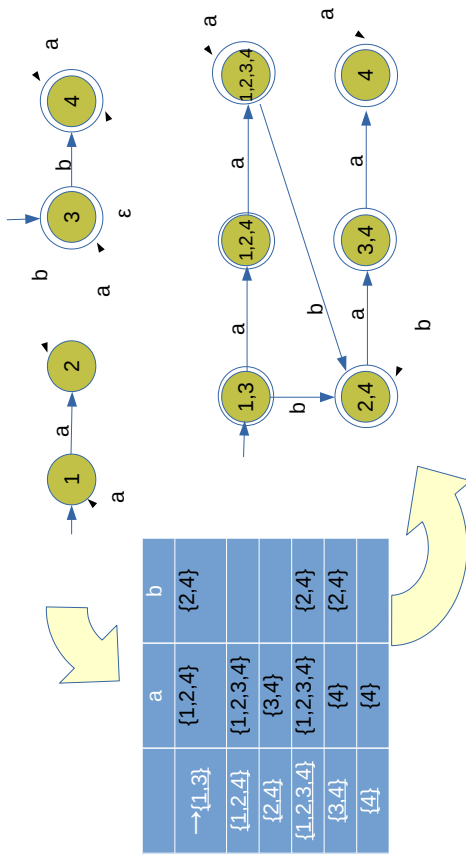 b
a
a
b
1
2
3
4
a
a
ε
a
b
→{1,3} {1,2,4} {2,4}
{1,2,4} {1,2,3,4}
{2,4} {3,4}
{1,2,3,4} {1,2,3,4} {2,4}
{3,4} {4} {2,4}
{4} {4}
a
a
a
1,3
1,2,4
1,2,3,4
b
b
a
a
a
2,4
3,4
4
b